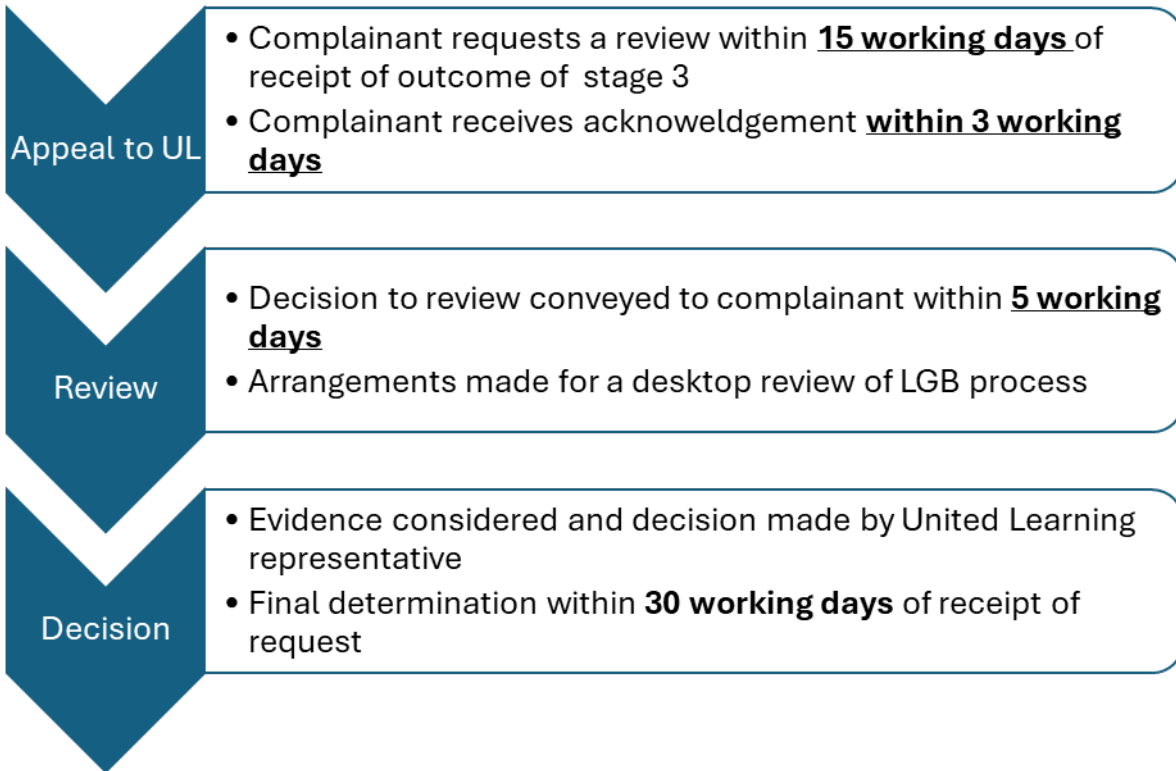 Appeal to UL
• Complainant requests a review within 15 working days of
receipt of outcome of stage 3
• Complainant receives acknoweldgement within 3 working
days
Review
• Decision to review conveyed to complainant within 5 working
days
• Arrangements made for a desktop review of LGB process
Decision
• Evidence considered and decision made by United Learning
representative
• Final determination within 30 working days of receipt of
request